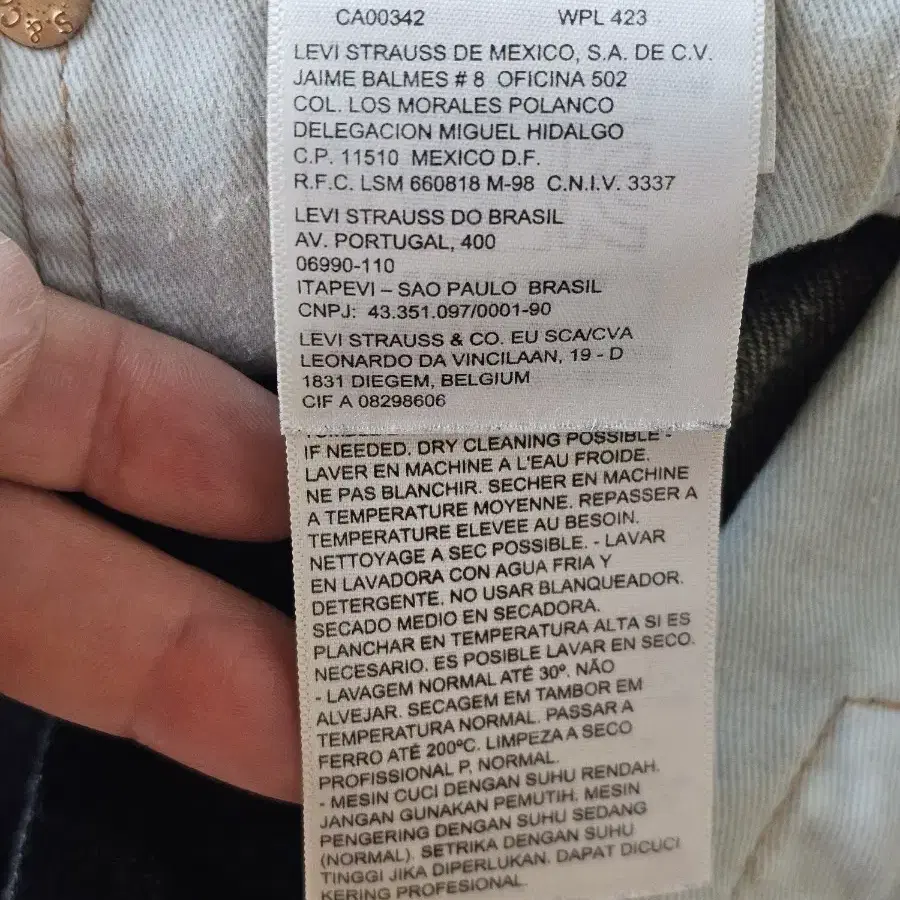 S & C
CA00342 WPL 423
LEVI STRAUSS DE MEXICO, S.A. DE C.V.
JAIME BALMES # 8 OFICINA 502
COL. LOS MORALES POLANCO
DELEGACION MIGUEL HIDALGO
C.P. 11510 MEXICO D.F.
R.F.C. LSM 660818 M-98 C.N.I.V. 3337
LEVI STRAUSS DO BRASIL
AV. PORTUGAL, 400
06990-110
ITAPEVI – SAO PAULO BRASIL
CNPJ: 43.351.097/0001-90
LEVI STRAUSS & CO. EU SCA/CVA
LEONARDO DA VINCILAAN, 19 - D
1831 DIEGEM, BELGIUM
CIF A 08298606
IF NEEDED. DRY CLEANING POSSIBLE -
LAVER EN MACHINE A L'EAU FROIDE.
NE PAS BLANCHIR. SECHER EN MACHINE
A TEMPERATURE MOYENNE. REPASSER A
TEMPERATURE ELEVEE AU BESOIN.
NETTOYAGE A SEC POSSIBLE. - LAVAR
EN LAVADORA CON AGUA FRIA Y
DETERGENTE. NO USAR BLANQUEADOR.
SECADO MEDIO EN SECADORA.
PLANCHAR EN TEMPERATURA ALTA SI ES
NECESARIO. ES POSIBLE LAVAR EN SECO.
- LAVAGEM NORMAL ATÉ 30º. NÃO
ALVEJAR. SECAGEM EM TAMBOR EM
TEMPERATURA NORMAL. PASSAR A
FERRO ATÉ 200ºC. LIMPEZA A SECO
PROFISSIONAL P. NORMAL.
- MESIN CUCI DENGAN SUHU RENDAH.
JANGAN GUNAKAN PEMUTIH. MESIN
PENGERING DENGAN SUHU SEDANG
(NORMAL). SETRIKA DENGAN SUHU
TINGGI JIKA DIPERLUKAN. DAPAT DICUCI
KERING PROFESIONAL.